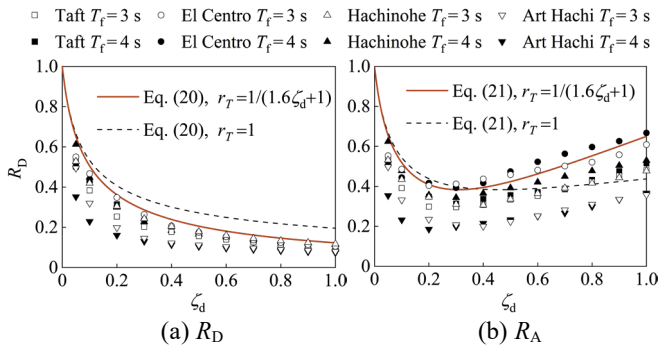 Taft T_f = 3 s El Centro T_f = 3 s Hachinohe T_f = 3 s Art Hachi T_f = 3 s
Taft T_f = 4 s El Centro T_f = 4 s Hachinohe T_f = 4 s Art Hachi T_f = 4 s
1.0
0.8
0.6
0.4
0.2
0.0
R_D
Eq. (20), r_T=1/(1.6ζ_d+1)
Eq. (20), r_T=1
0 0.2 0.4 0.6 0.8 1.0
ζ_d
(a) R_D
1.0
0.8
0.6
0.4
0.2
0.0
R_A
Eq. (21), r_T=1/(1.6ζ_d+1)
Eq. (21), r_T=1
0 0.2 0.4 0.6 0.8 1.0
ζ_d
(b) R_A